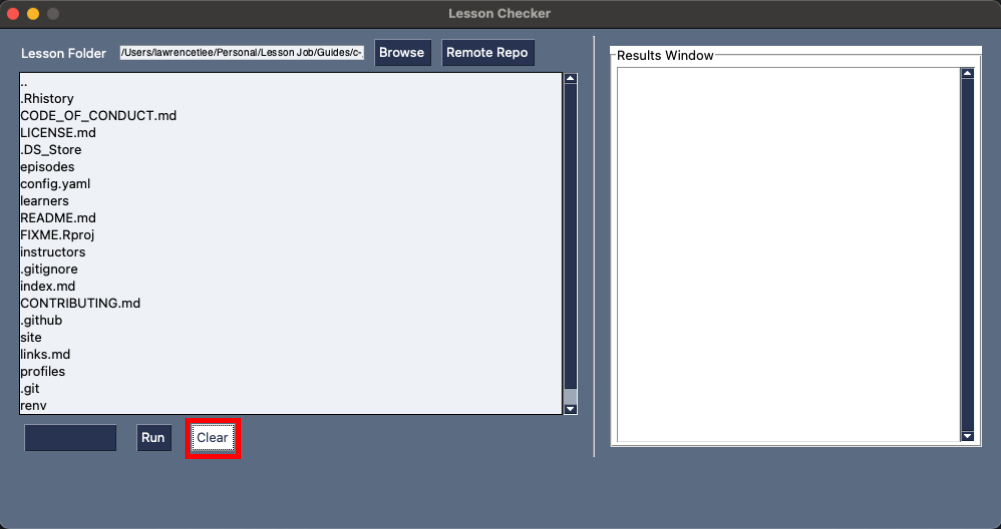 Lesson Checker
Lesson Folder /Users/lawrencetlee/Personal/Lesson Job/Guides/c- Browse Remote Repo
..
.Rhistory
CODE_OF_CONDUCT.md
LICENSE.md
.DS_Store
episodes
config.yaml
learners
README.md
FIXME.Rproj
instructors
.gitignore
index.md
CONTRIBUTING.md
.github
site
links.md
profiles
.git
renv
Run Clear
Results Window